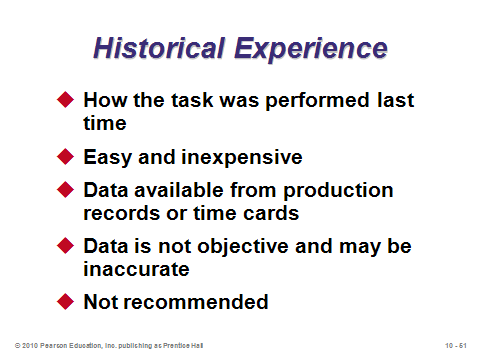 Historical Experience
How the task was performed last
time
Easy and inexpensive
Data available from production
records or time cards
Data is not objective and may be
inaccurate
Not recommended
© 2010 Pearson Education, Inc. publishing as Prentice Hall
10 - 51